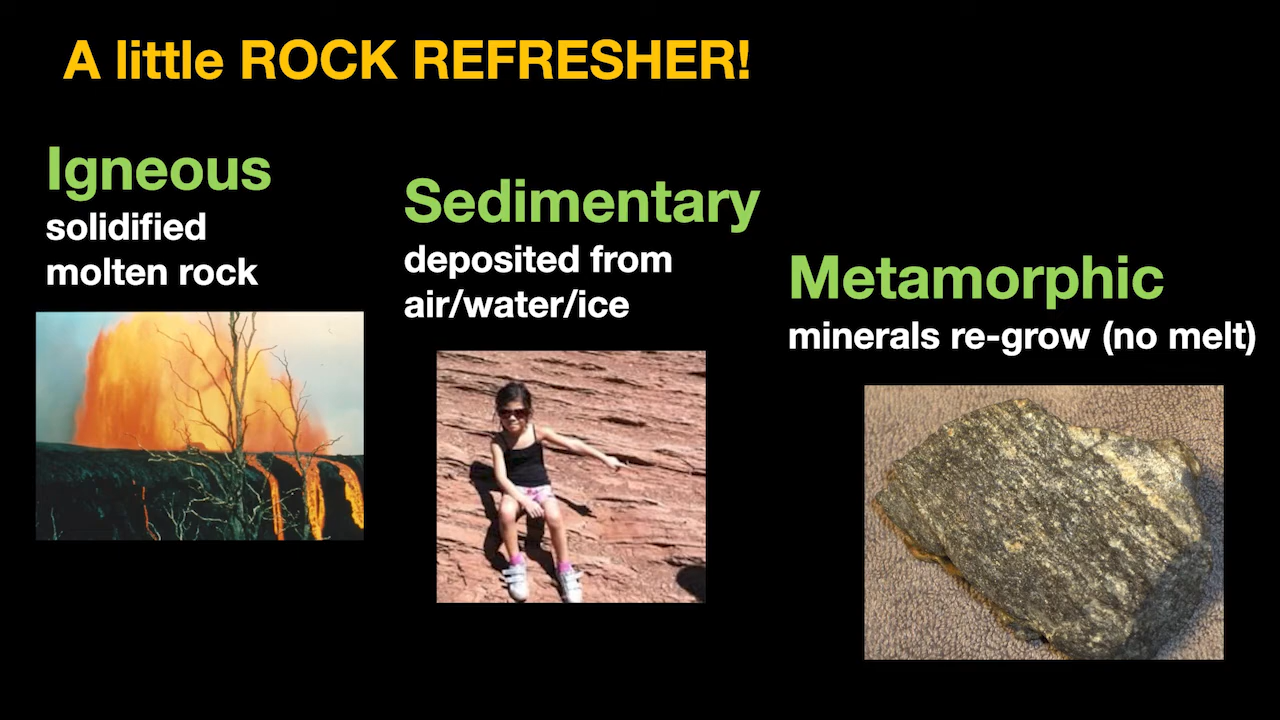 A little ROCK REFRESHER!
Igneous
solidified
molten rock
Sedimentary
deposited from
air/water/ice
Metamorphic
minerals re-grow (no melt)